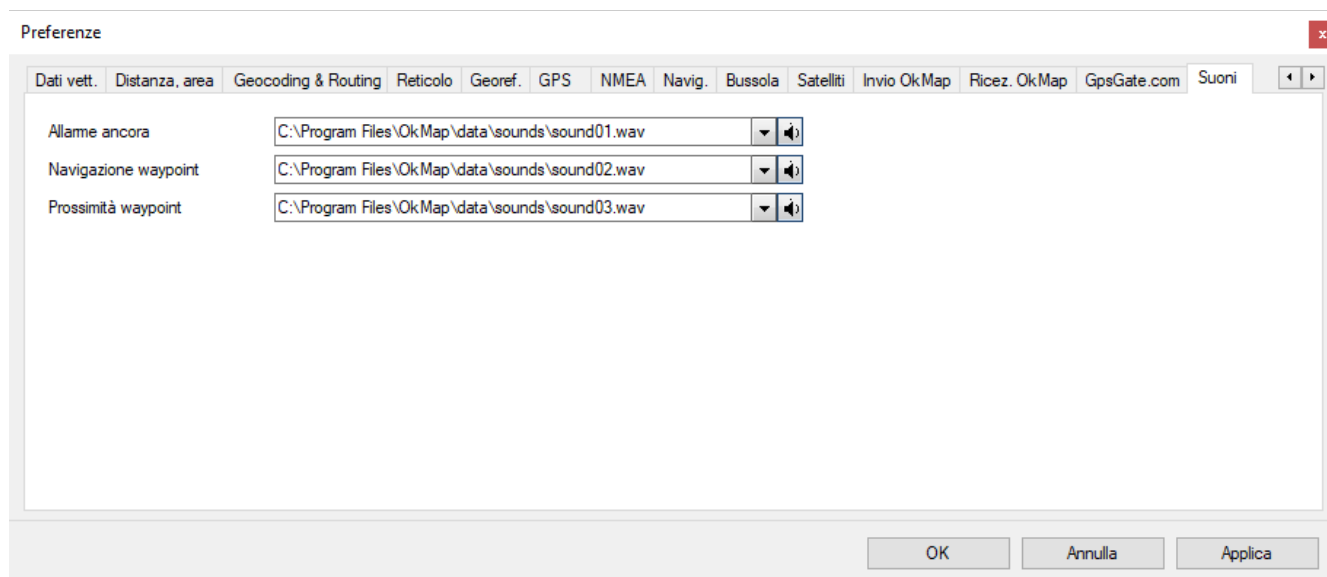 Preferenze
x
Dati vett. Distanza, area Geocoding & Routing Reticolo Georef. GPS NMEA Navig. Bussola Satelliti Invio OkMap Ricez. OkMap GpsGate.com Suoni
Allarme ancora C:\Program Files\OkMap\data\sounds\sound01.wav
Navigazione waypoint C:\Program Files\OkMap\data\sounds\sound02.wav
Prossimità waypoint C:\Program Files\OkMap\data\sounds\sound03.wav
OK Annulla Applica